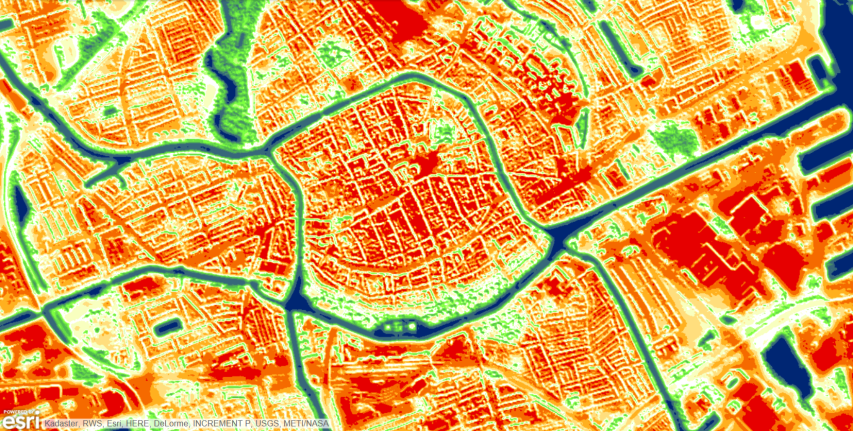 POWERED BY
esri
Kadaster, RWS, Esri, HERE, DeLorme, INCREMENT P, USGS, METI/NASA